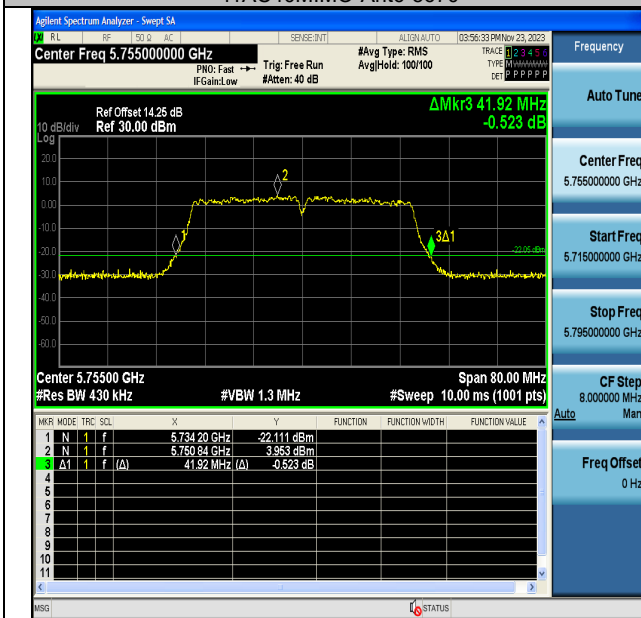 Agilent Spectrum Analyzer - Swept SA
RL RF 50 Ω AC SENSE:INT ALIGN AUTO 03:56:33 PM Nov 23, 2023
Center Freq 5.755000000 GHz
PNO: Fast Trig: Free Run
IFGain:Low #Atten: 40 dB
#Avg Type: RMS
Avg|Hold: 100/100
TRACE 1 2 3 4 5 6
TYPE M
DET P P P P P P
Frequency
Ref Offset 14.25 dB
10 dB/div Ref 30.00 dBm
Log
ΔMkr3 41.92 MHz
-0.523 dB
20.0
10.0
0.00
-10.0
-20.0
-30.0
-40.0
-50.0
-60.0
1
2
3Δ1
-22.05 dBm
Center 5.75500 GHz Span 80.00 MHz
#Res BW 430 kHz #VBW 1.3 MHz #Sweep 10.00 ms (1001 pts)
MKR MODE TRC SCL X Y FUNCTION FUNCTION WIDTH FUNCTION VALUE
1 N 1 f 5.734 20 GHz -22.111 dBm
2 N 1 f 5.750 84 GHz 3.953 dBm
3 Δ1 1 f (Δ) 41.92 MHz (Δ) -0.523 dB
4
5
6
7
8
9
10
11
MSG STATUS
Auto Tune
Center Freq
5.755000000 GHz
Start Freq
5.715000000 GHz
Stop Freq
5.795000000 GHz
CF Step
8.000000 MHz
Auto Man
Freq Offset
0 Hz